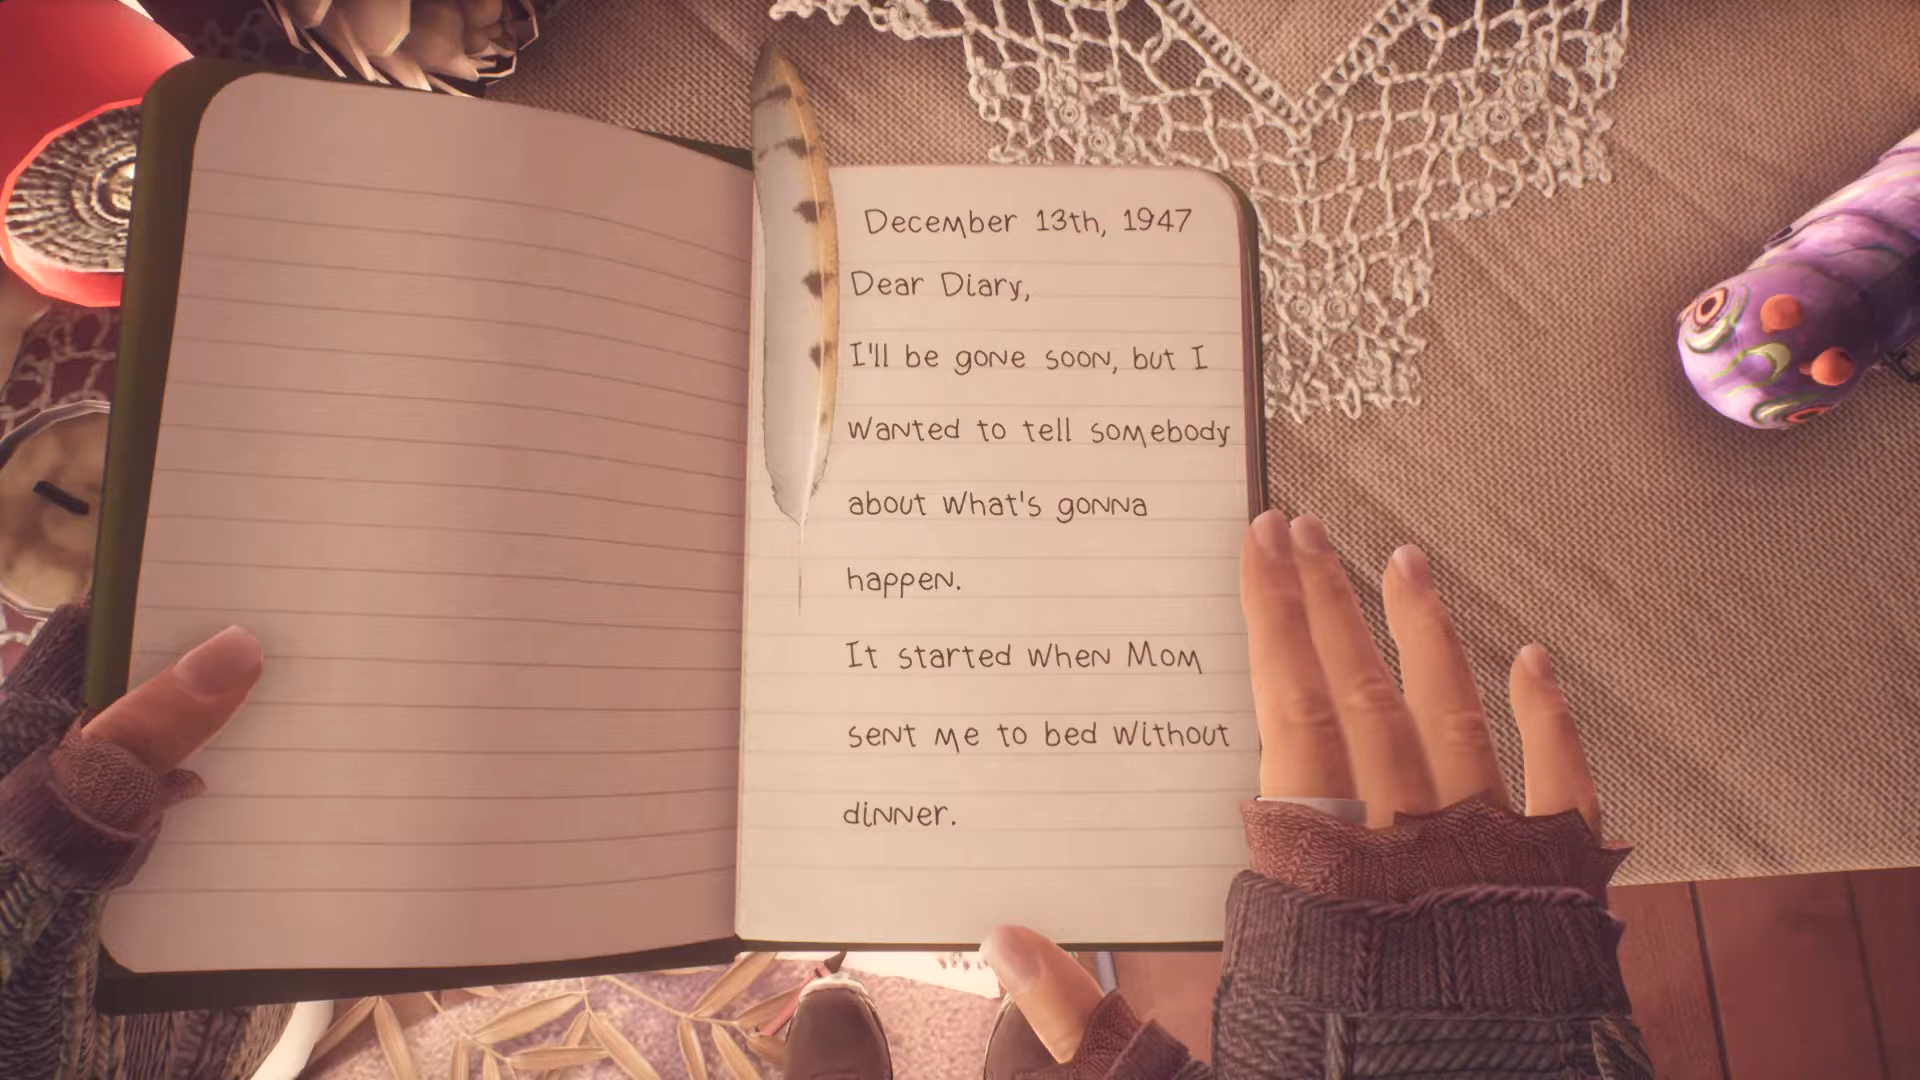 December 13th, 1947
Dear Diary,
I'll be gone soon, but I
wanted to tell somebody
about what's gonna
happen.
It started when Mom
sent me to bed without
dinner.